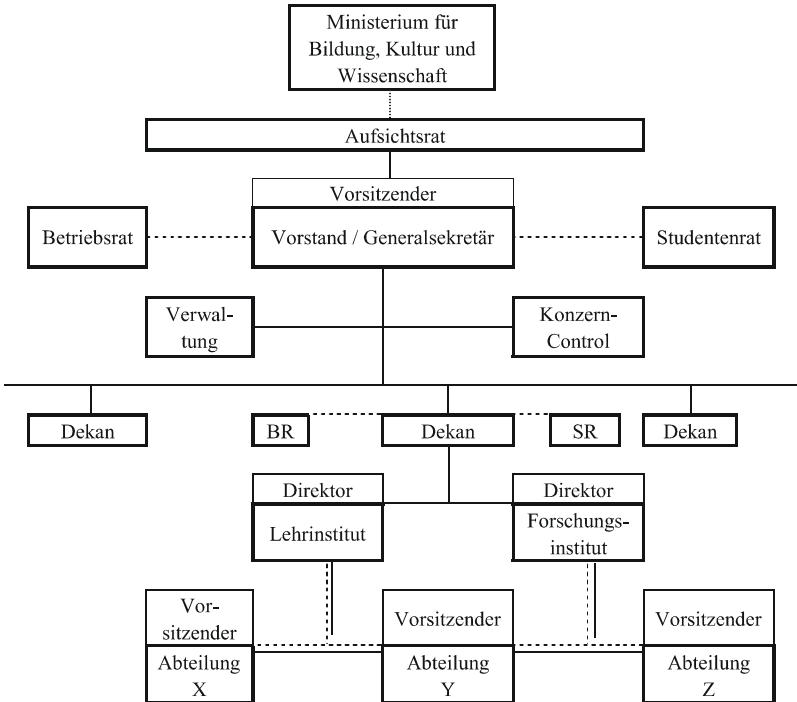 Ministerium für
Bildung, Kultur und
Wissenschaft
Aufsichtsrat
Vorsitzender
Betriebsrat
Vorstand / Generalsekretär
Studentenrat
Verwal-
tung
Konzern-
Control
Dekan
BR
Dekan
SR
Dekan
Direktor
Direktor
Lehrinstitut
Forschungs-
institut
Vor-
sitzender
Vorsitzender
Vorsitzender
Abteilung
X
Abteilung
Y
Abteilung
Z